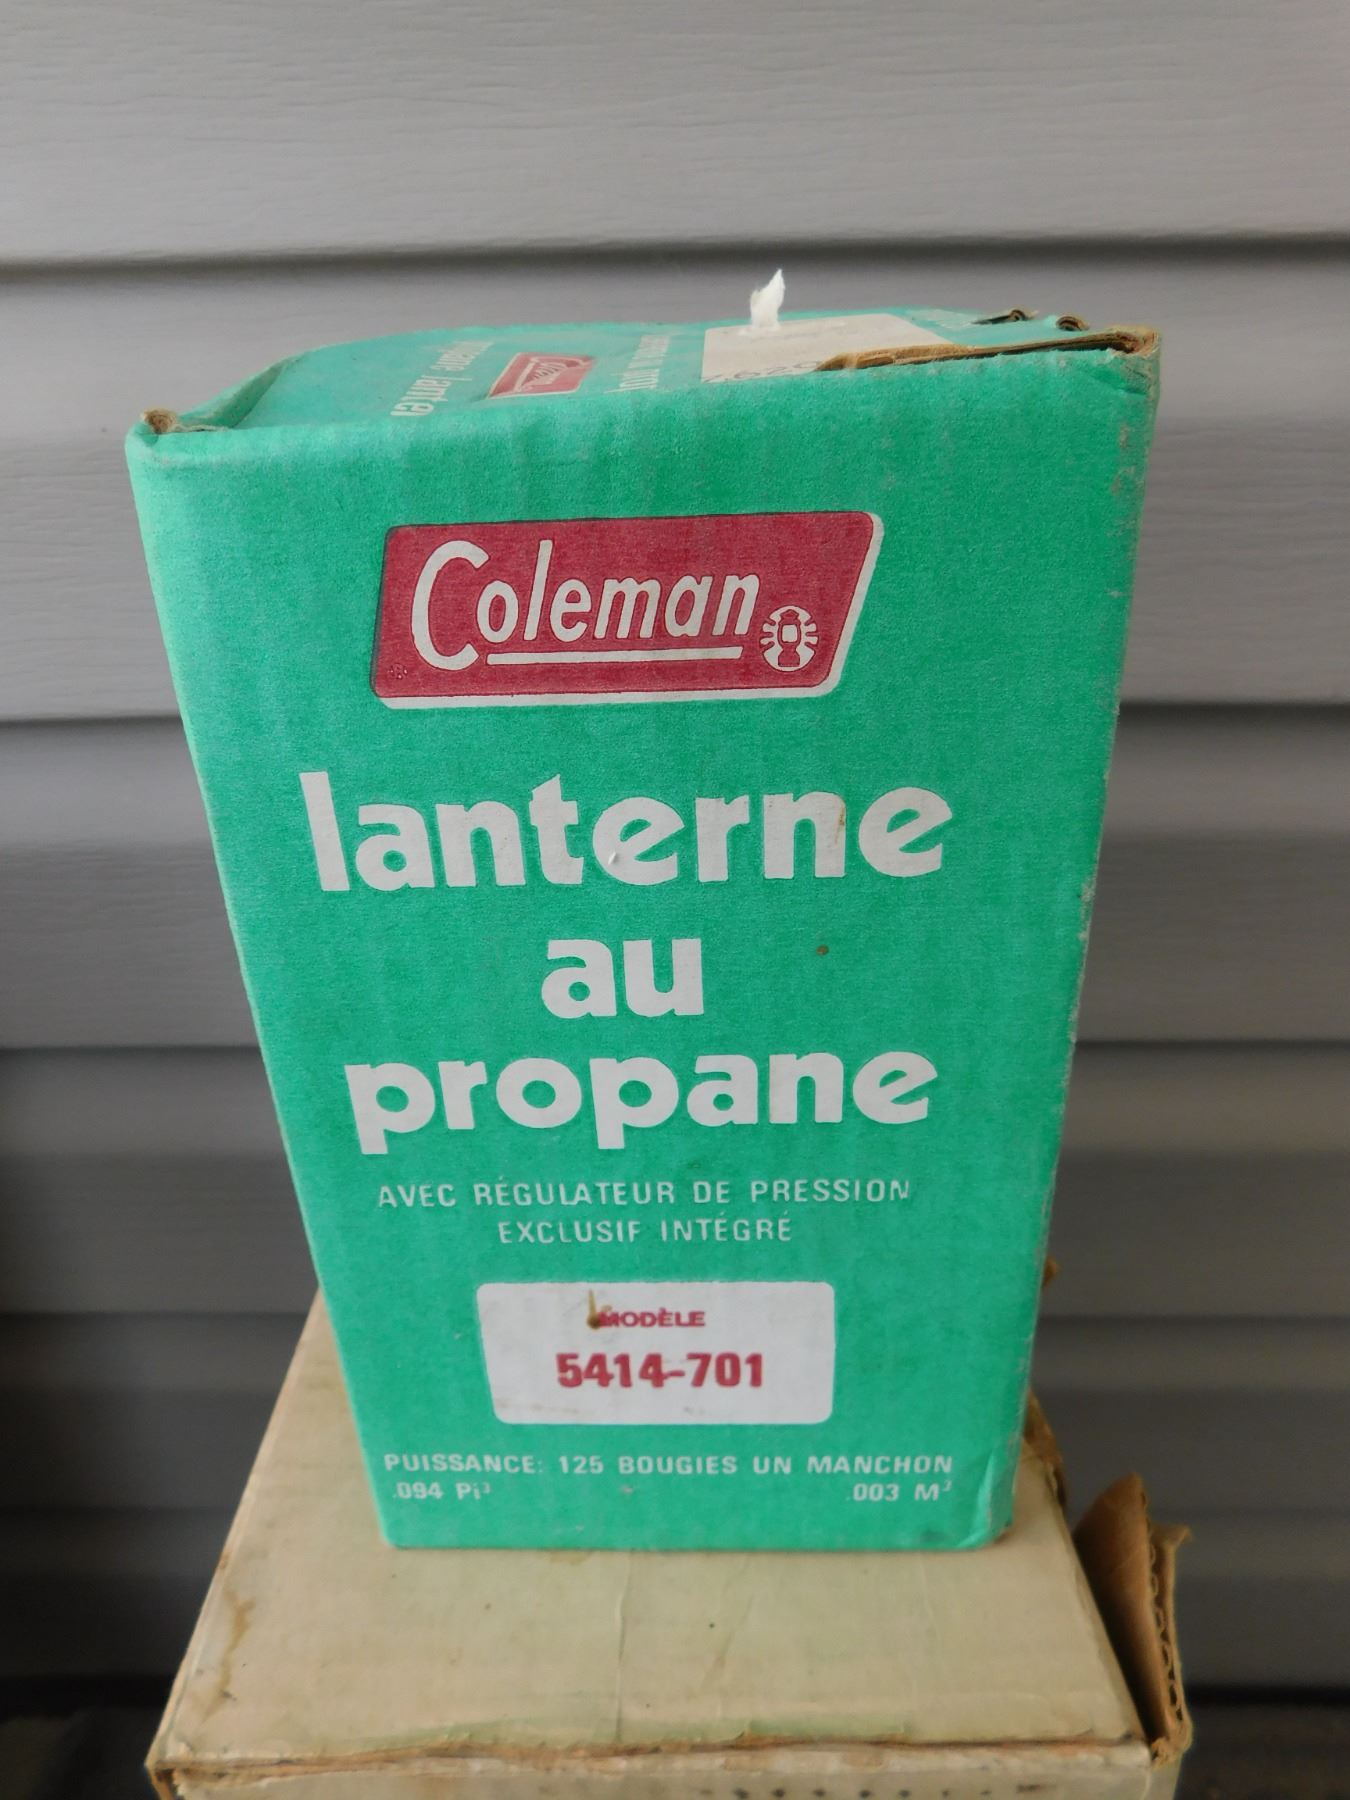 Coleman
Coleman
lanterne
au
propane
AVEC RÉGULATEUR DE PRESSION
EXCLUSIF INTÉGRÉ
MODÈLE
5414-701
PUISSANCE: 125 BOUGIES UN MANCHON
.094 Pi³ .003 M³